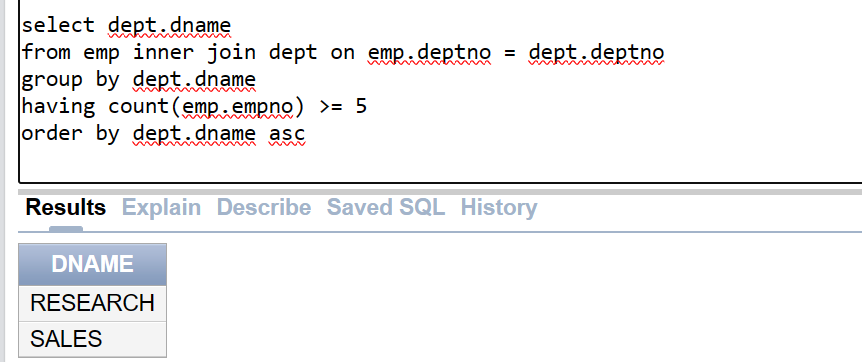 select dept.dname
from emp inner join dept on emp.deptno = dept.deptno
group by dept.dname
having count(emp.empno) >= 5
order by dept.dname asc
Results Explain Describe Saved SQL History
DNAME
RESEARCH
SALES